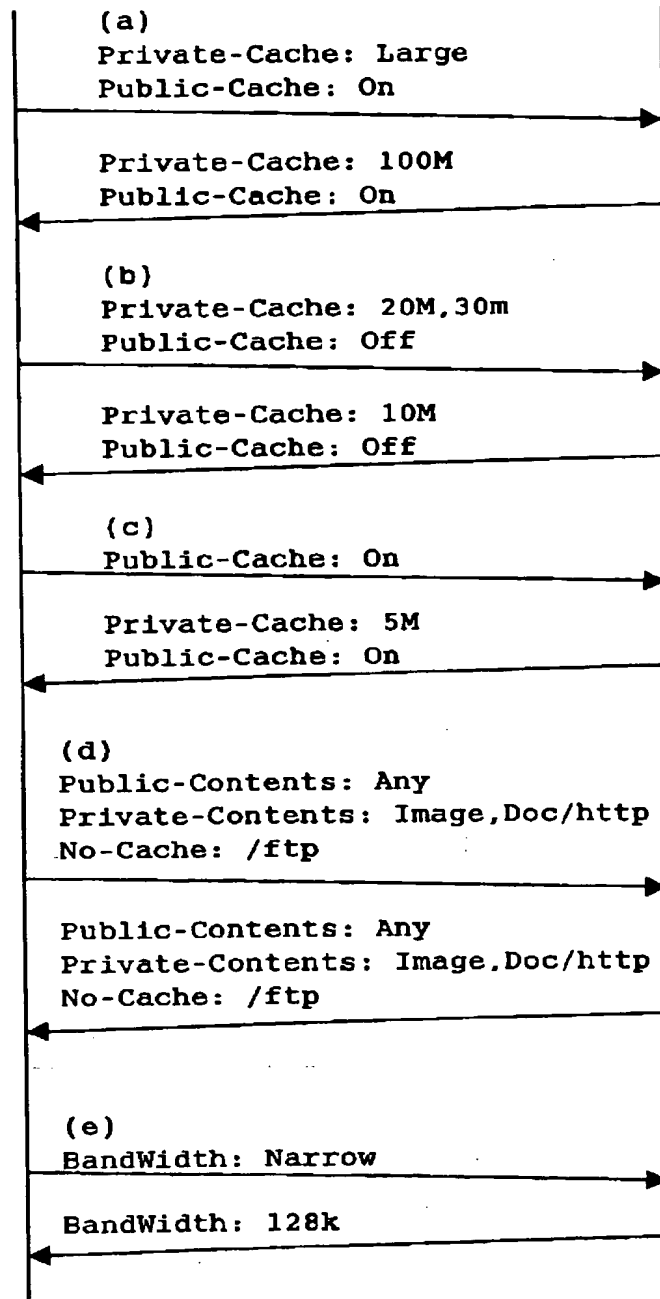 (a)
Private-Cache: Large
Public-Cache: On
Private-Cache: 100M
Public-Cache: On
(b)
Private-Cache: 20M,30m
Public-Cache: Off
Private-Cache: 10M
Public-Cache: Off
(c)
Public-Cache: On
Private-Cache: 5M
Public-Cache: On
(d)
Public-Contents: Any
Private-Contents: Image,Doc/http
No-Cache: /ftp
Public-Contents: Any
Private-Contents: Image,Doc/http
No-Cache: /ftp
(e)
BandWidth: Narrow
BandWidth: 128k